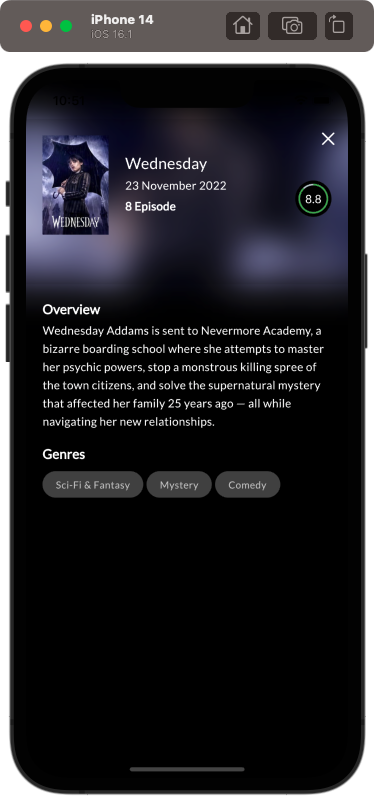 iPhone 14
iOS 16.1
Wednesday
23 November 2022
8 Episode
8.8
WEDNESDAY
Overview
Wednesday Addams is sent to Nevermore Academy, a
bizarre boarding school where she attempts to master
her psychic powers, stop a monstrous killing spree of
the town citizens, and solve the supernatural mystery
that affected her family 25 years ago — all while
navigating her new relationships.
Genres
Sci-Fi & Fantasy
Mystery
Comedy